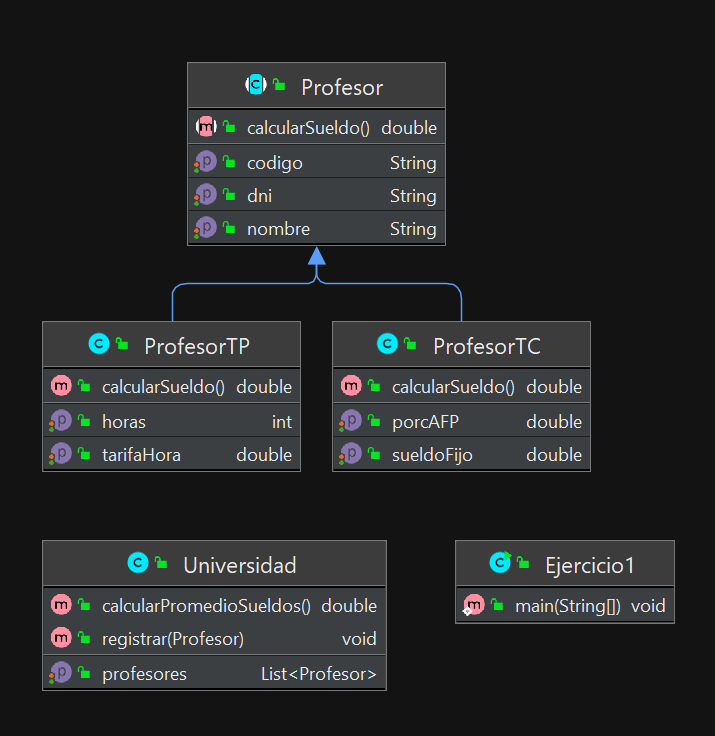 Profesor
calcularSueldo() double
codigo String
dni String
nombre String
ProfesorTP
calcularSueldo() double
horas int
tarifaHora double
ProfesorTC
calcularSueldo() double
porcAFP double
sueldoFijo double
Universidad
calcularPromedioSueldos() double
registrar(Profesor) void
profesores List<Profesor>
Ejercicio1
main(String[]) void